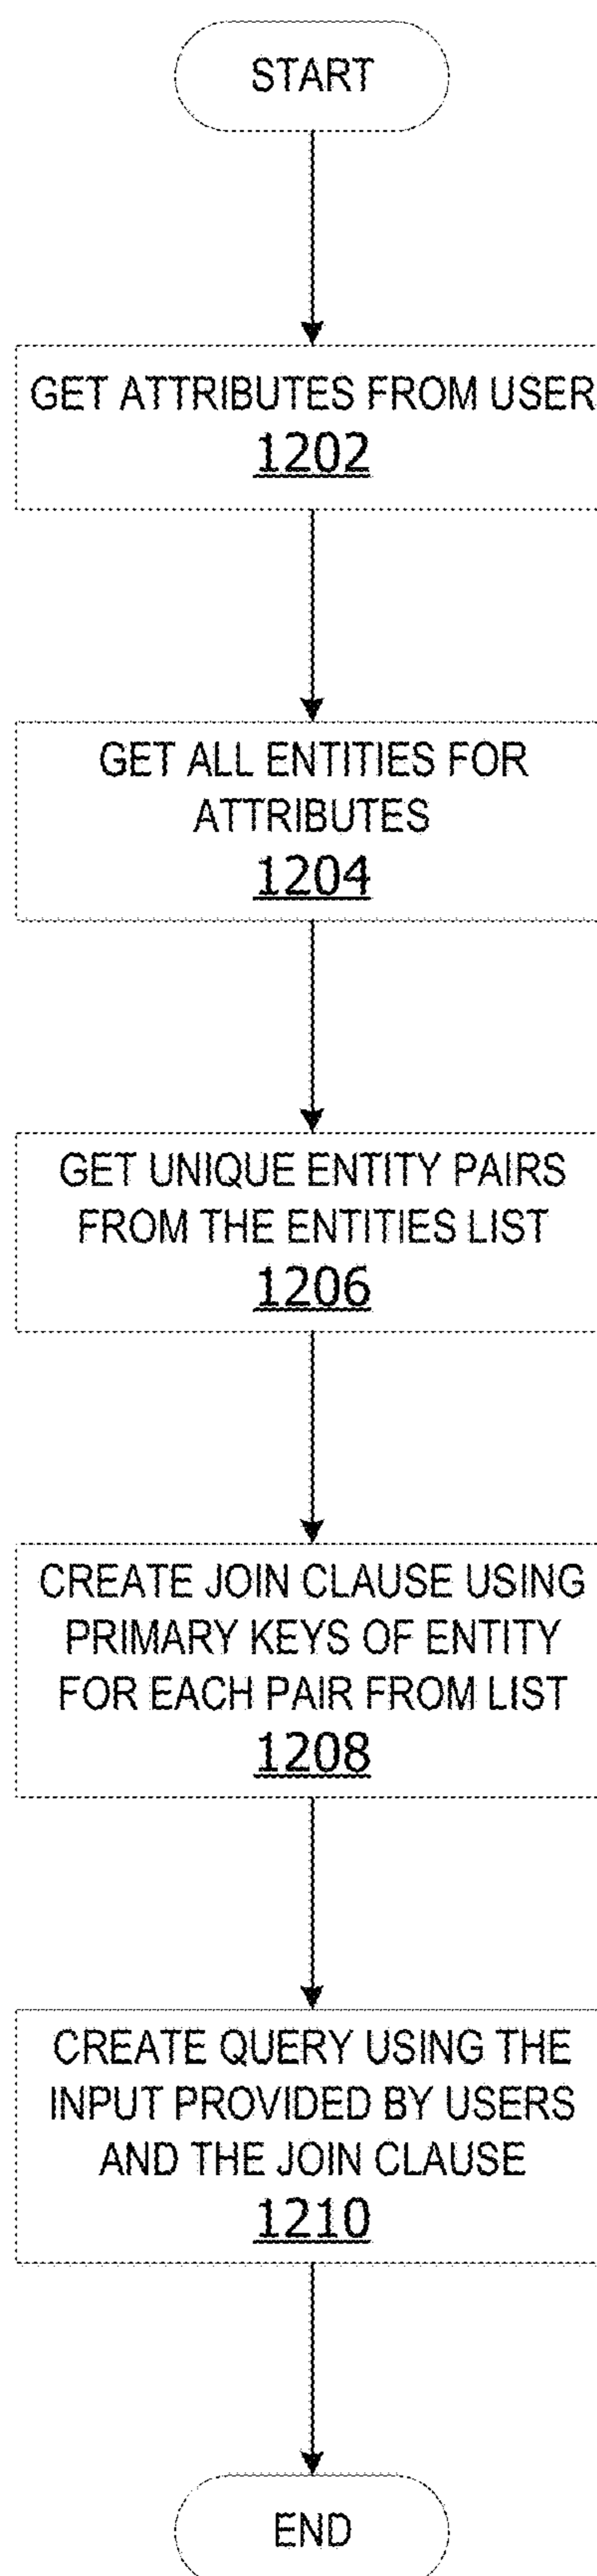 START
GET ATTRIBUTES FROM USER
1202
GET ALL ENTITIES FOR
ATTRIBUTES
1204
GET UNIQUE ENTITY PAIRS
FROM THE ENTITIES LIST
1206
CREATE JOIN CLAUSE USING
PRIMARY KEYS OF ENTITY
FOR EACH PAIR FROM LIST
1208
CREATE QUERY USING THE
INPUT PROVIDED BY USERS
AND THE JOIN CLAUSE
1210
END